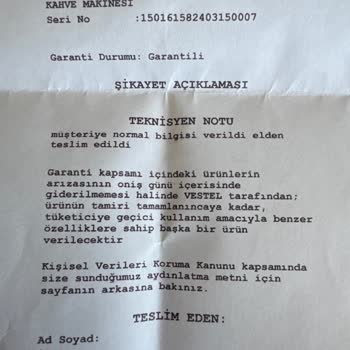 KAHVE MAKİNESİ
Seri No :150161582403150007
Garanti Durumu: Garantili
ŞİKAYET AÇIKLAMASI
TEKNİSYEN NOTU
müşteriye normal bilgisi verildi elden
teslim edildi
Garanti kapsamı içindeki ürünlerin
arızasının oniş günü içerisinde
giderilmemesi halinde VESTEL tarafından;
ürünün tamiri tamamlanıncaya kadar,
tüketiciye geçici kullanım amacıyla benzer
özelliklere sahip başka bir ürün
verilecektir
Kişisel Verileri Koruma Kanunu kapsamında
size sunduğumuz aydınlatma metni için
sayfanın arkasına bakınız.
TESLİM EDEN:
Ad Soyad: